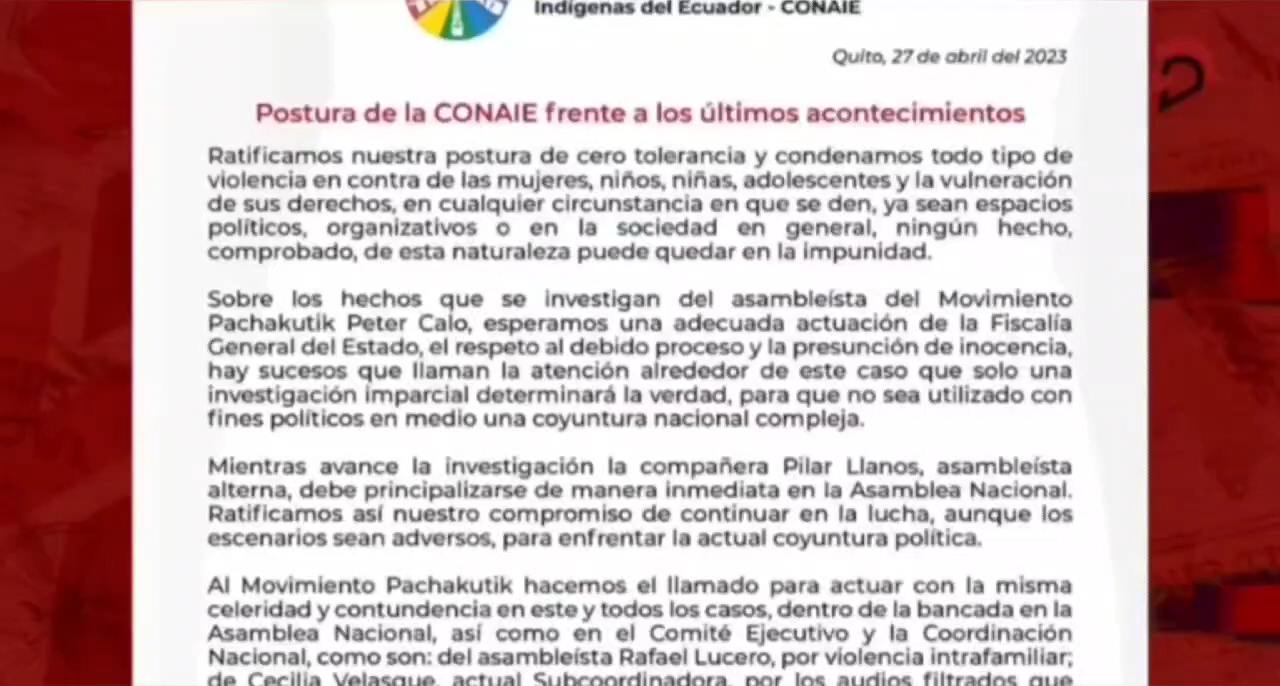 Indígenas del Ecuador - CONAIE
Quito, 27 de abril del 2023
Postura de la CONAIE frente a los últimos acontecimientos
Ratificamos nuestra postura de cero tolerancia y condenamos todo tipo de
violencia en contra de las mujeres, niños, niñas, adolescentes y la vulneración
de sus derechos, en cualquier circunstancia en que se den, ya sean espacios
políticos, organizativos o en la sociedad en general, ningún hecho,
comprobado, de esta naturaleza puede quedar en la impunidad.
Sobre los hechos que se investigan del asambleísta del Movimiento
Pachakutik Peter Calo, esperamos una adecuada actuación de la Fiscalía
General del Estado, el respeto al debido proceso y la presunción de inocencia,
hay sucesos que llaman la atención alrededor de este caso que solo una
investigación imparcial determinará la verdad, para que no sea utilizado con
fines políticos en medio una coyuntura nacional compleja.
Mientras avance la investigación la compañera Pilar Llanos, asambleísta
alterna, debe principalizarse de manera inmediata en la Asamblea Nacional.
Ratificamos así nuestro compromiso de continuar en la lucha, aunque los
escenarios sean adversos, para enfrentar la actual coyuntura política.
Al Movimiento Pachakutik hacemos el llamado para actuar con la misma
celeridad y contundencia en este y todos los casos, dentro de la bancada en la
Asamblea Nacional, así como en el Comité Ejecutivo y la Coordinación
Nacional, como son: del asambleísta Rafael Lucero, por violencia intrafamiliar;
de Cecilia Velasque, actual Subcoordinadora, por los audios filtrados que